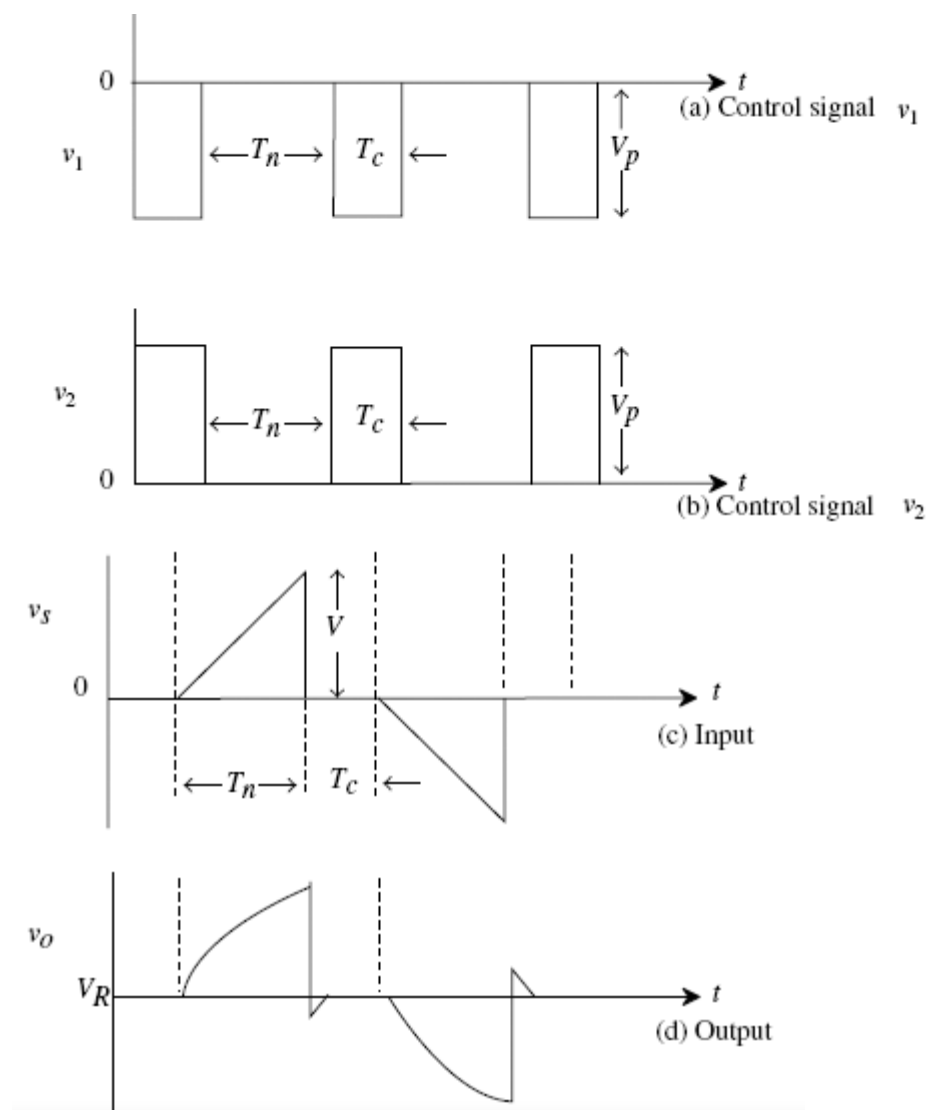 0
t
(a) Control signal v1
v1
Tn
Tc
Vp
v2
Tn
Tc
Vp
0
t
(b) Control signal v2
vs
V
0
t
(c) Input
Tn
Tc
vo
VR
t
(d) Output